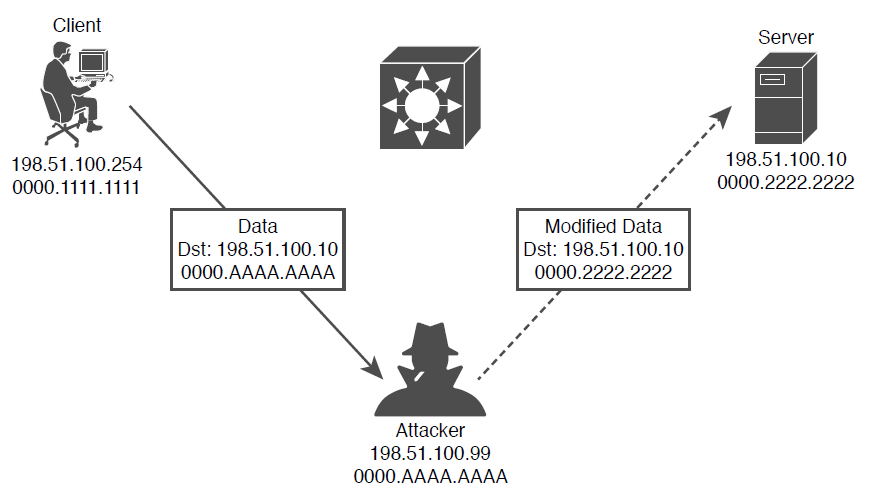 Client
198.51.100.254
0000.1111.1111
Server
198.51.100.10
0000.2222.2222
Data
Dst: 198.51.100.10
0000.AAAA.AAAA
Modified Data
Dst: 198.51.100.10
0000.2222.2222
Attacker
198.51.100.99
0000.AAAA.AAAA